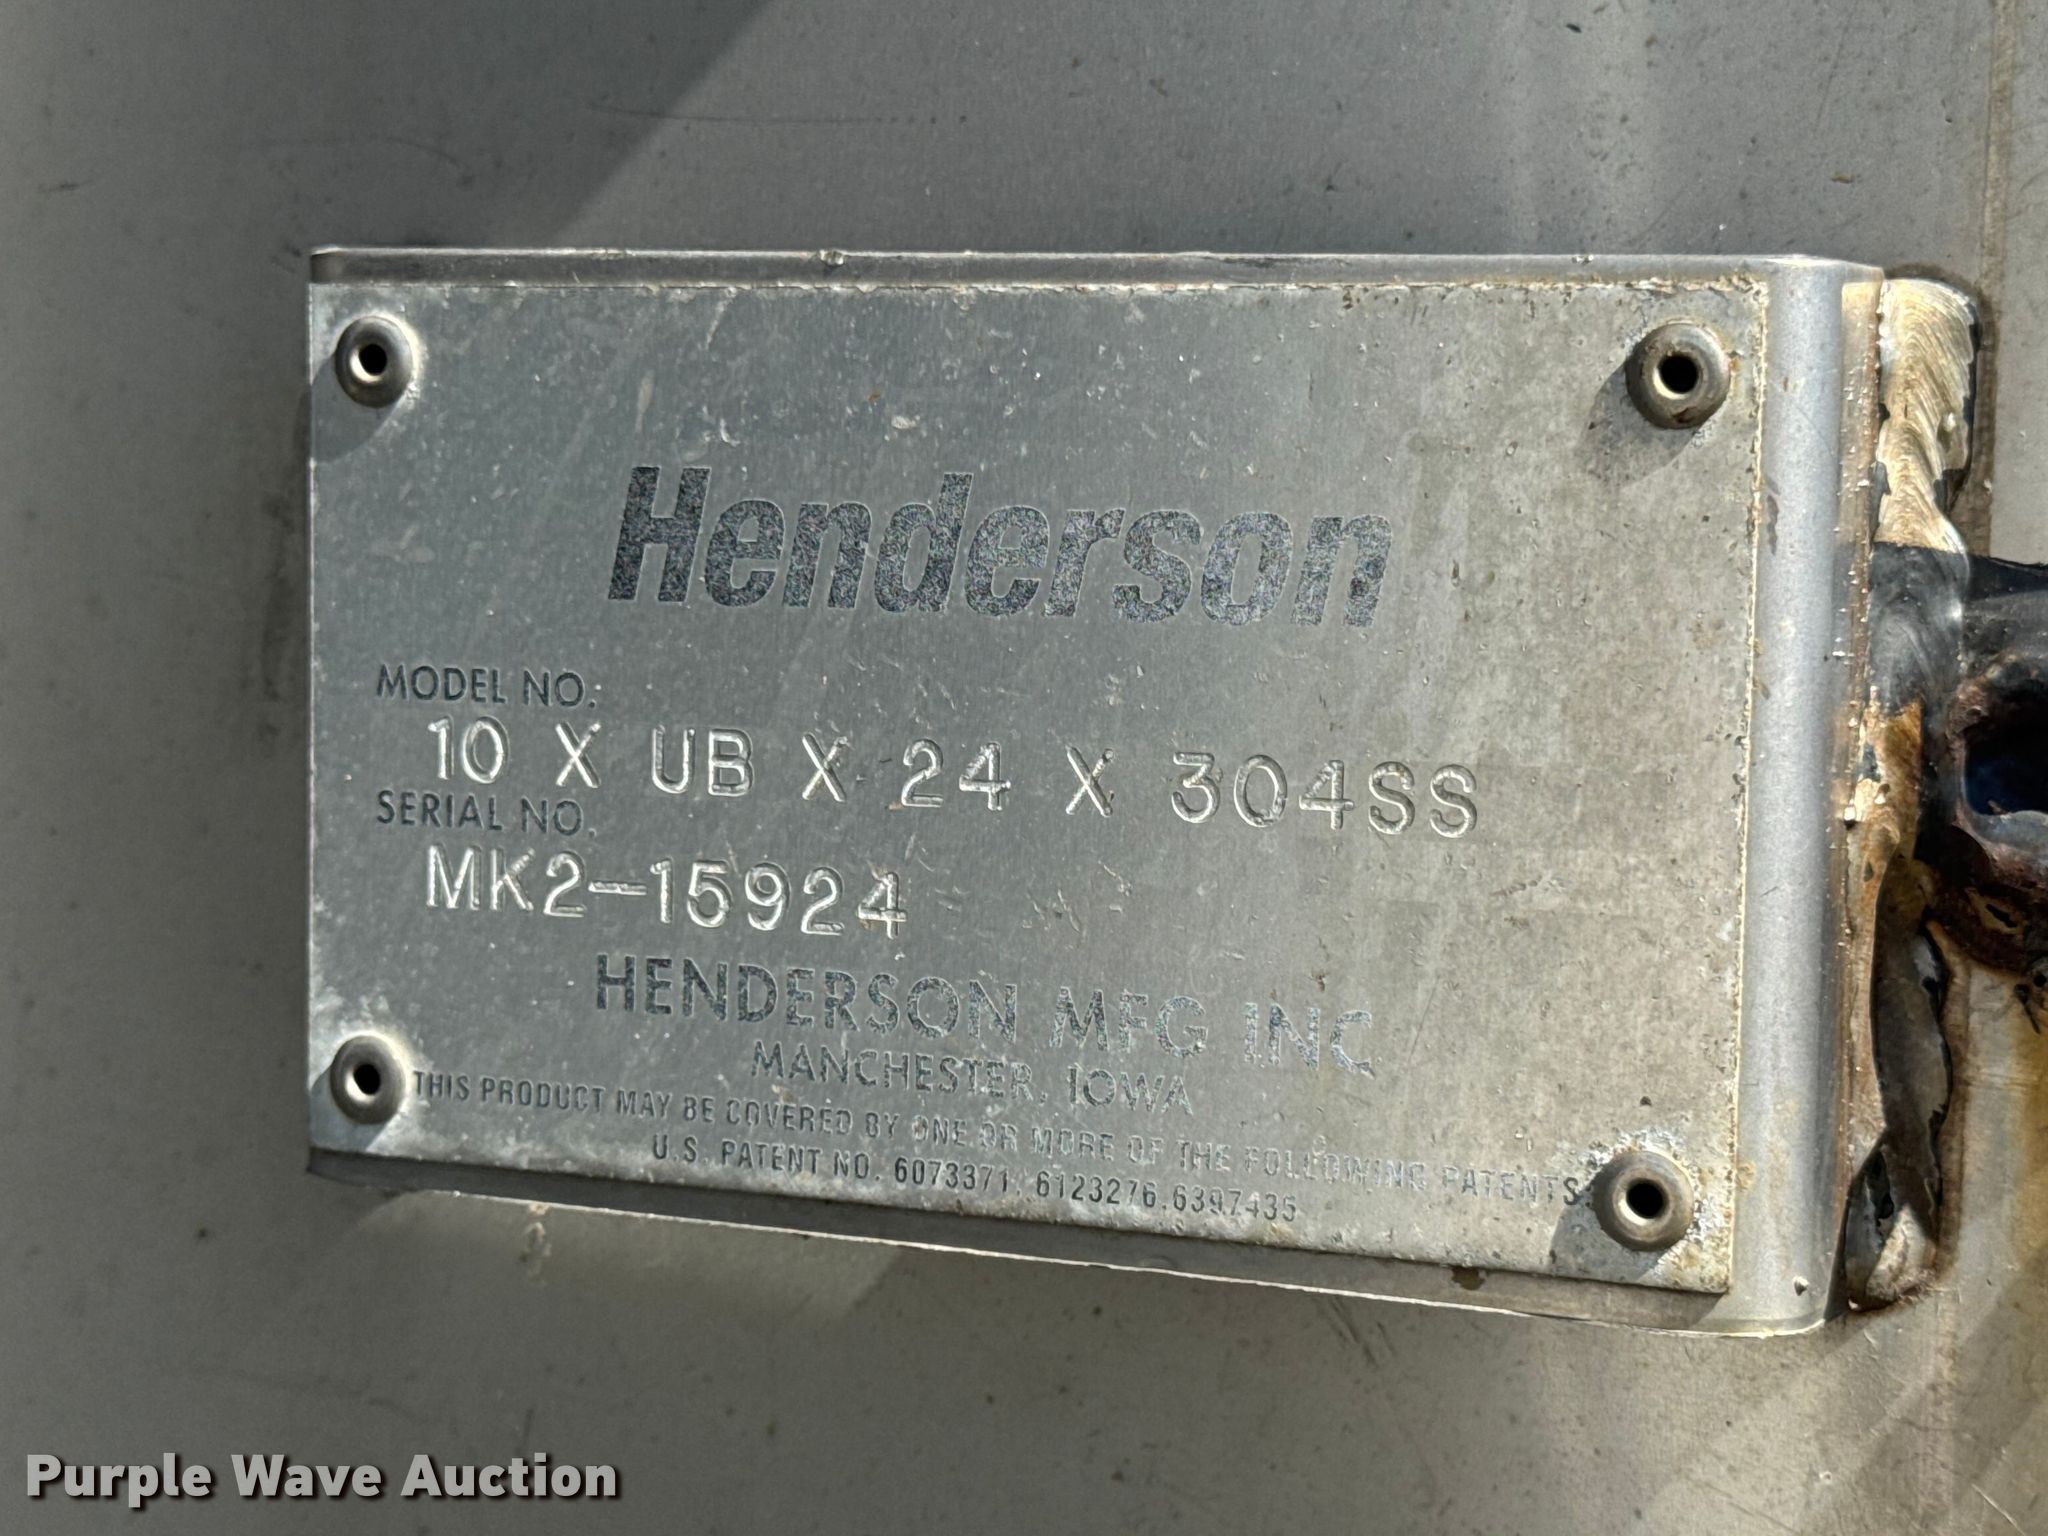 Henderson
MODEL NO.
10 X UB X 24 X 304SS
SERIAL NO.
MK2-15924
HENDERSON MFG INC
MANCHESTER, IOWA
THIS PRODUCT MAY BE COVERED BY ONE OR MORE OF THE FOLLOWING PATENTS
U.S. PATENT NO. 6073371, 6123276,6397435
Purple Wave Auction